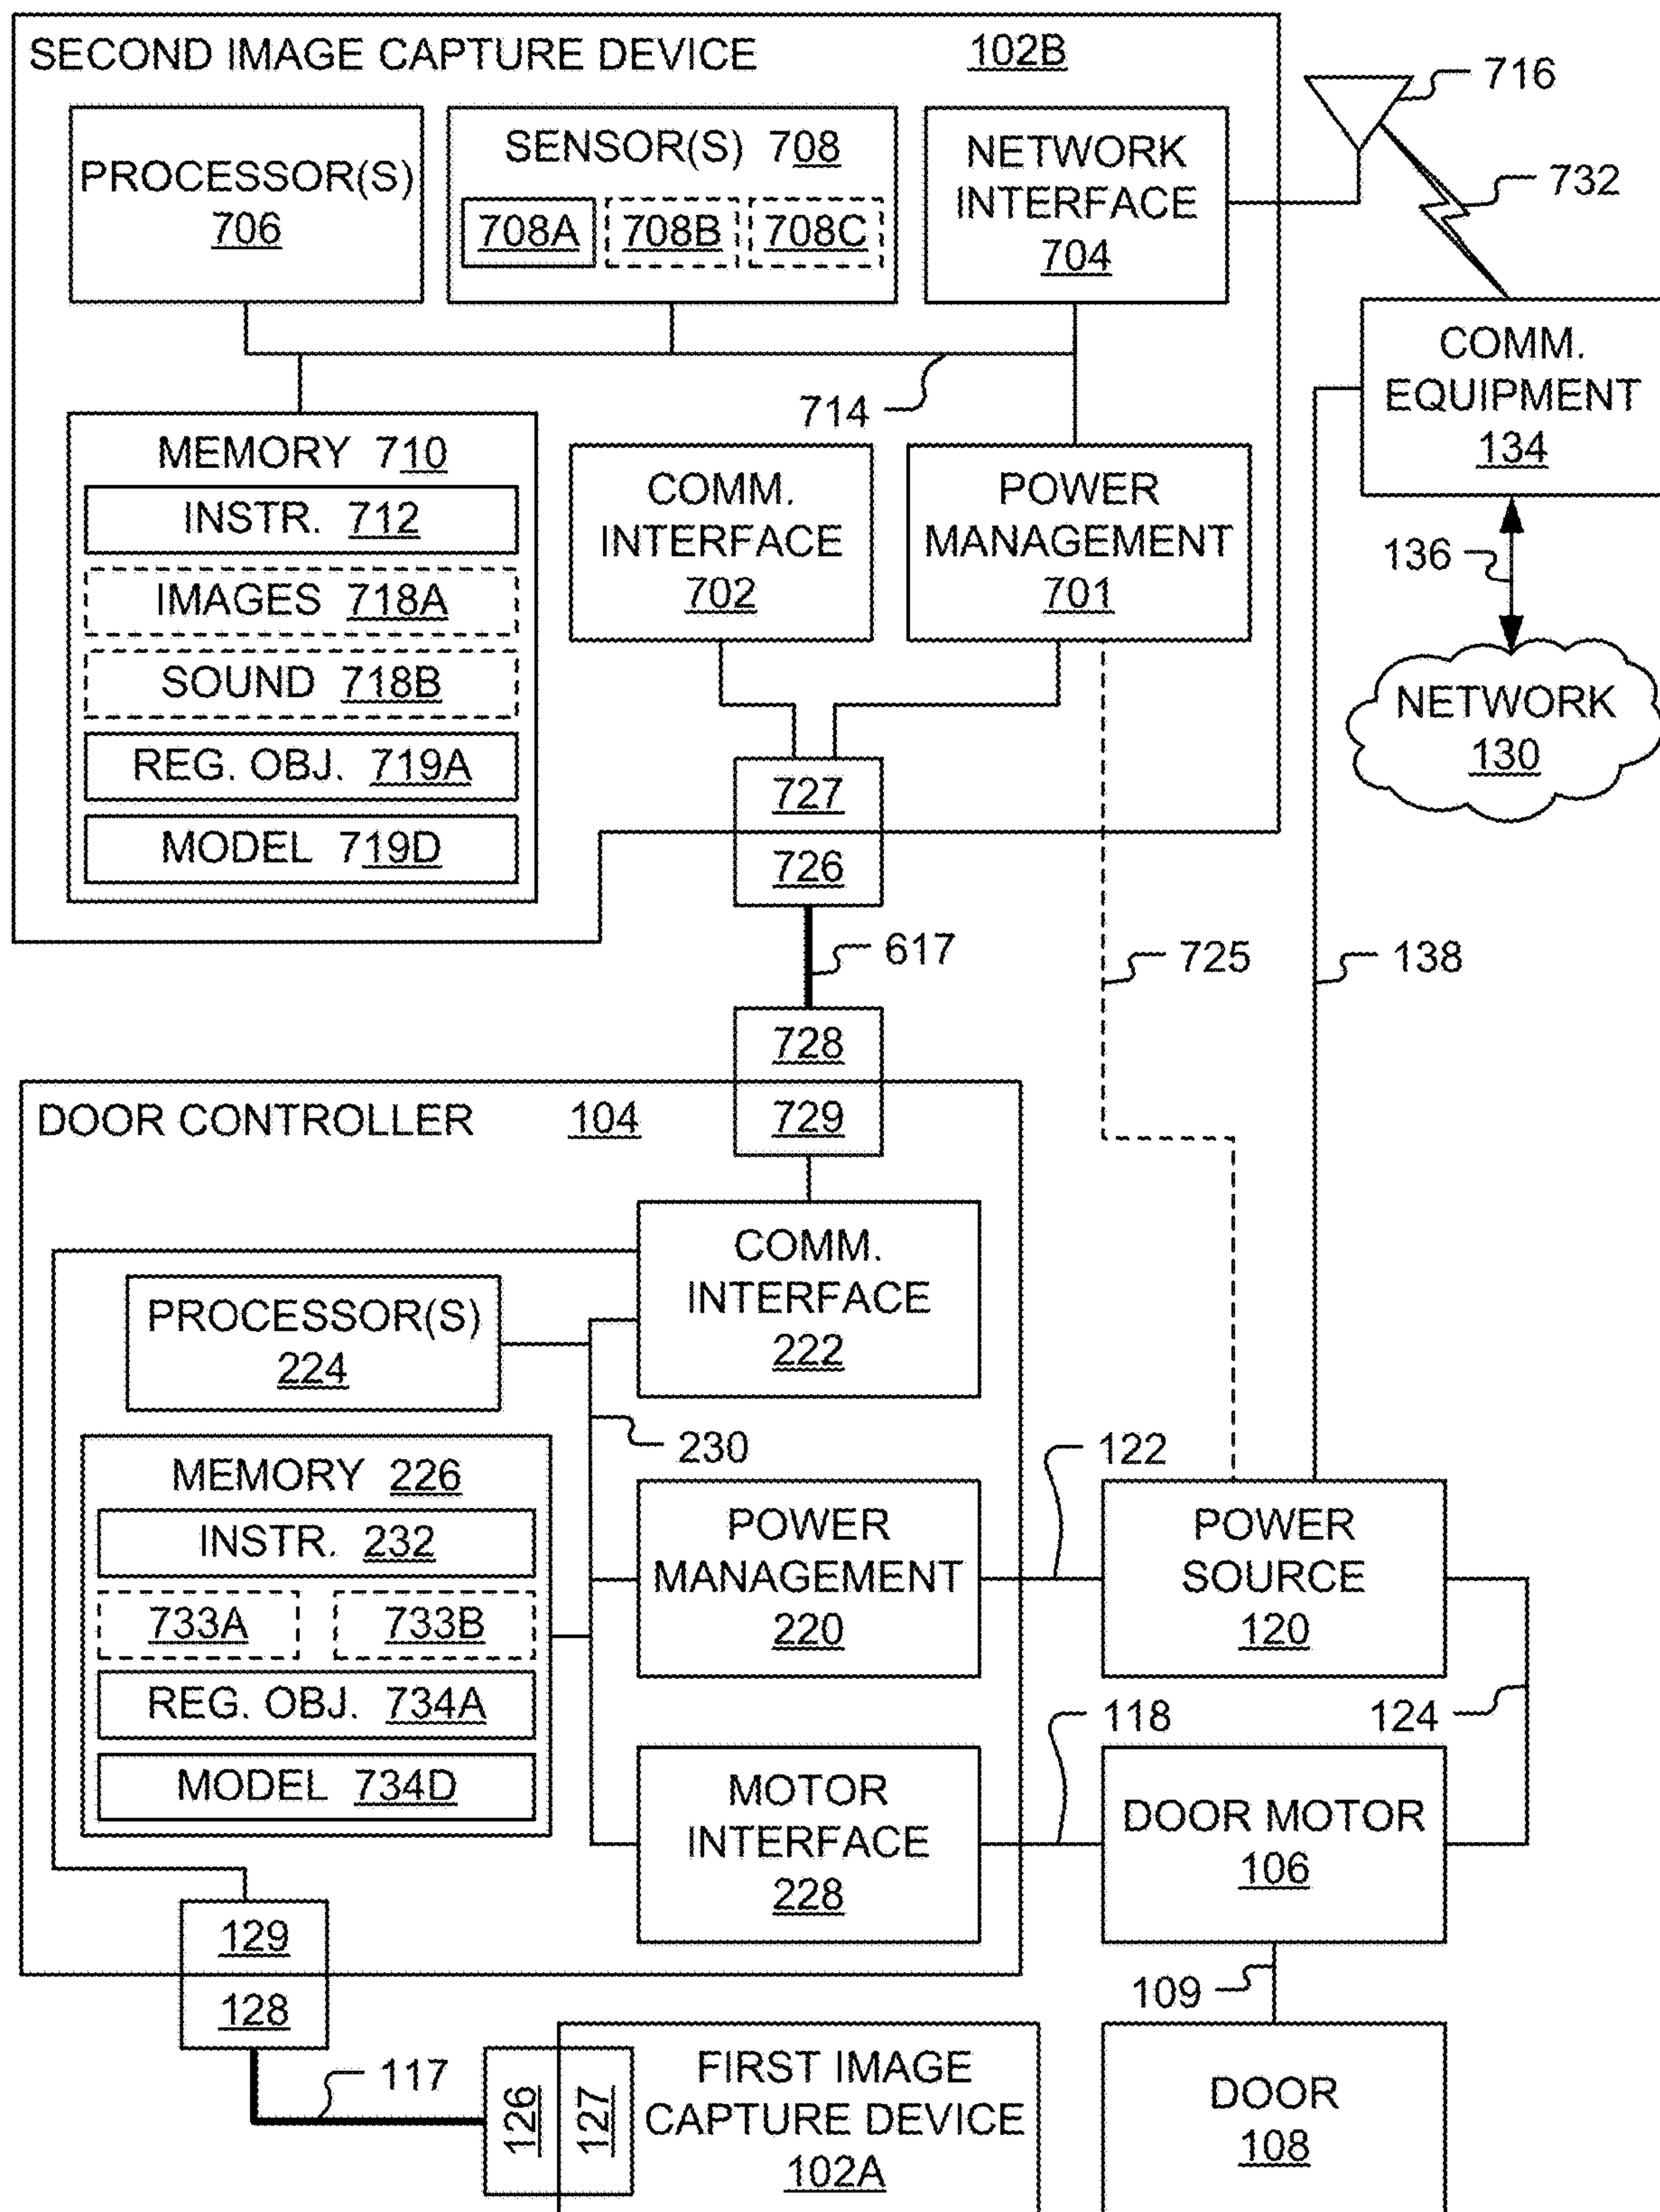 SECOND IMAGE CAPTURE DEVICE 102B
PROCESSOR(S)
706
SENSOR(S) 708
708A 708B 708C
NETWORK
INTERFACE
704
716
732
COMM.
EQUIPMENT
134
714
MEMORY 710
INSTR. 712
IMAGES 718A
SOUND 718B
REG. OBJ. 719A
MODEL 719D
COMM.
INTERFACE
702
POWER
MANAGEMENT
701
136
NETWORK
130
727
726
617
725
138
728
729
DOOR CONTROLLER 104
COMM.
INTERFACE
222
PROCESSOR(S)
224
230
122
MEMORY 226
INSTR. 232
733A 733B
REG. OBJ. 734A
MODEL 734D
POWER
MANAGEMENT
220
POWER
SOURCE
120
118
124
MOTOR
INTERFACE
228
DOOR MOTOR
106
129
128
109
117
126
127
FIRST IMAGE
CAPTURE DEVICE
102A
DOOR
108